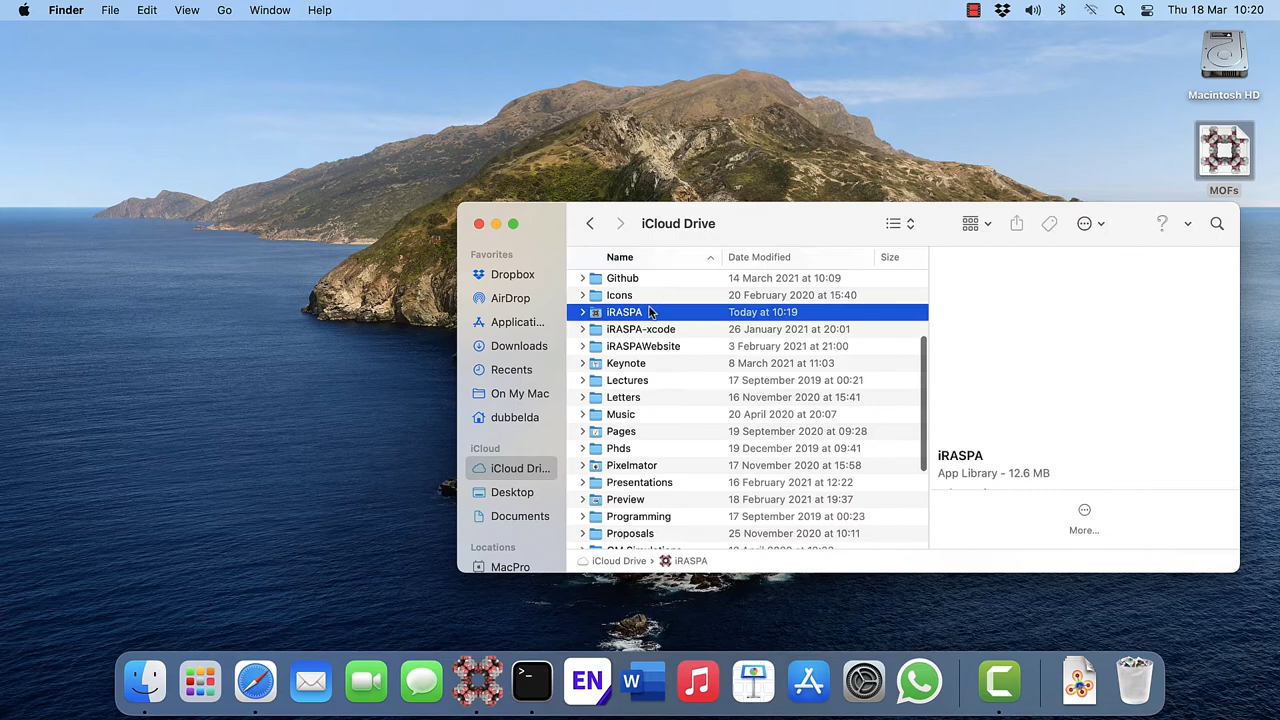 Finder File Edit View Go Window Help Thu 18 Mar 10:20
Macintosh HD
MOFs
iCloud Drive
Favorites
Dropbox
AirDrop
Applicati...
Downloads
Recents
On My Mac
dubbelda
iCloud
iCloud Dri...
Desktop
Documents
Locations
MacPro
Name Date Modified Size
Github 14 March 2021 at 10:09
Icons 20 February 2020 at 15:40
iRASPA Today at 10:19
iRASPA-xcode 26 January 2021 at 20:01
iRASPAWebsite 3 February 2021 at 21:00
Keynote 8 March 2021 at 11:03
Lectures 17 September 2019 at 00:21
Letters 16 November 2020 at 15:41
Music 20 April 2020 at 20:07
Pages 19 September 2020 at 09:28
Phds 19 December 2019 at 09:41
Pixelmator 17 November 2020 at 15:58
Presentations 16 February 2021 at 12:22
Preview 18 February 2021 at 19:37
Programming 17 September 2019 at 00:23
Proposals 25 November 2020 at 10:11
iRASPA
App Library - 12.6 MB
More...
iCloud Drive › iRASPA
>_
EN
W
C